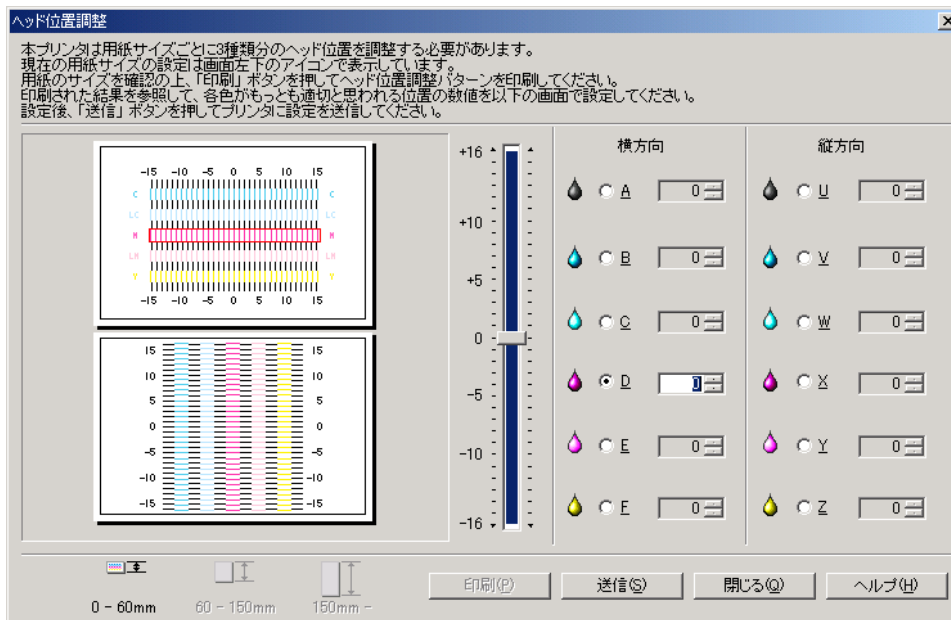 ヘッド位置調整
本プリンタは用紙サイズごとに3種類分のヘッド位置を調整する必要があります。
現在の用紙サイズの設定は画面左下のアイコンで表示しています。
用紙のサイズを確認の上、「印刷」ボタンを押してヘッド位置調整パターンを印刷してください。
印刷された結果を参照して、各色がもっとも適切と思われる位置の数値を以下の画面で設定してください。
設定後、「送信」ボタンを押してプリンタに設定を送信してください。
-15 -10 -5 0 5 10 15
C C
LC LC
M M
LM LM
Y Y
-15 -10 -5 0 5 10 15
15 15
10 10
5 5
0 0
-5 -5
-10 -10
-15 -15
+16
+10
+5
0
-5
-10
-16
横方向
A 0
B 0
C 0
D 0
E 0
F 0
縦方向
U 0
V 0
W 0
X 0
Y 0
Z 0
0 - 60mm
60 - 150mm
150mm -
印刷(P)
送信(S)
閉じる(Q)
ヘルプ(H)